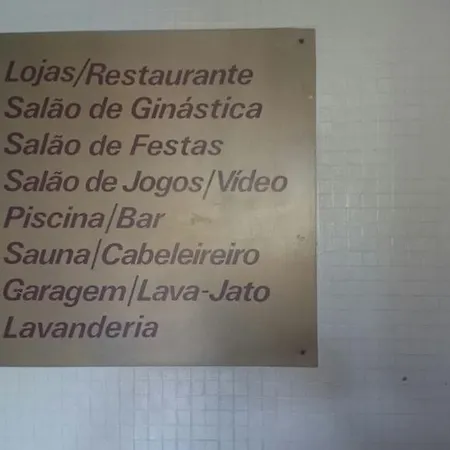 Lojas/Restaurante
Salão de Ginástica
Salão de Festas
Salão de Jogos/Vídeo
Piscina/Bar
Sauna/Cabeleireiro
Garagem/Lava-Jato
Lavanderia